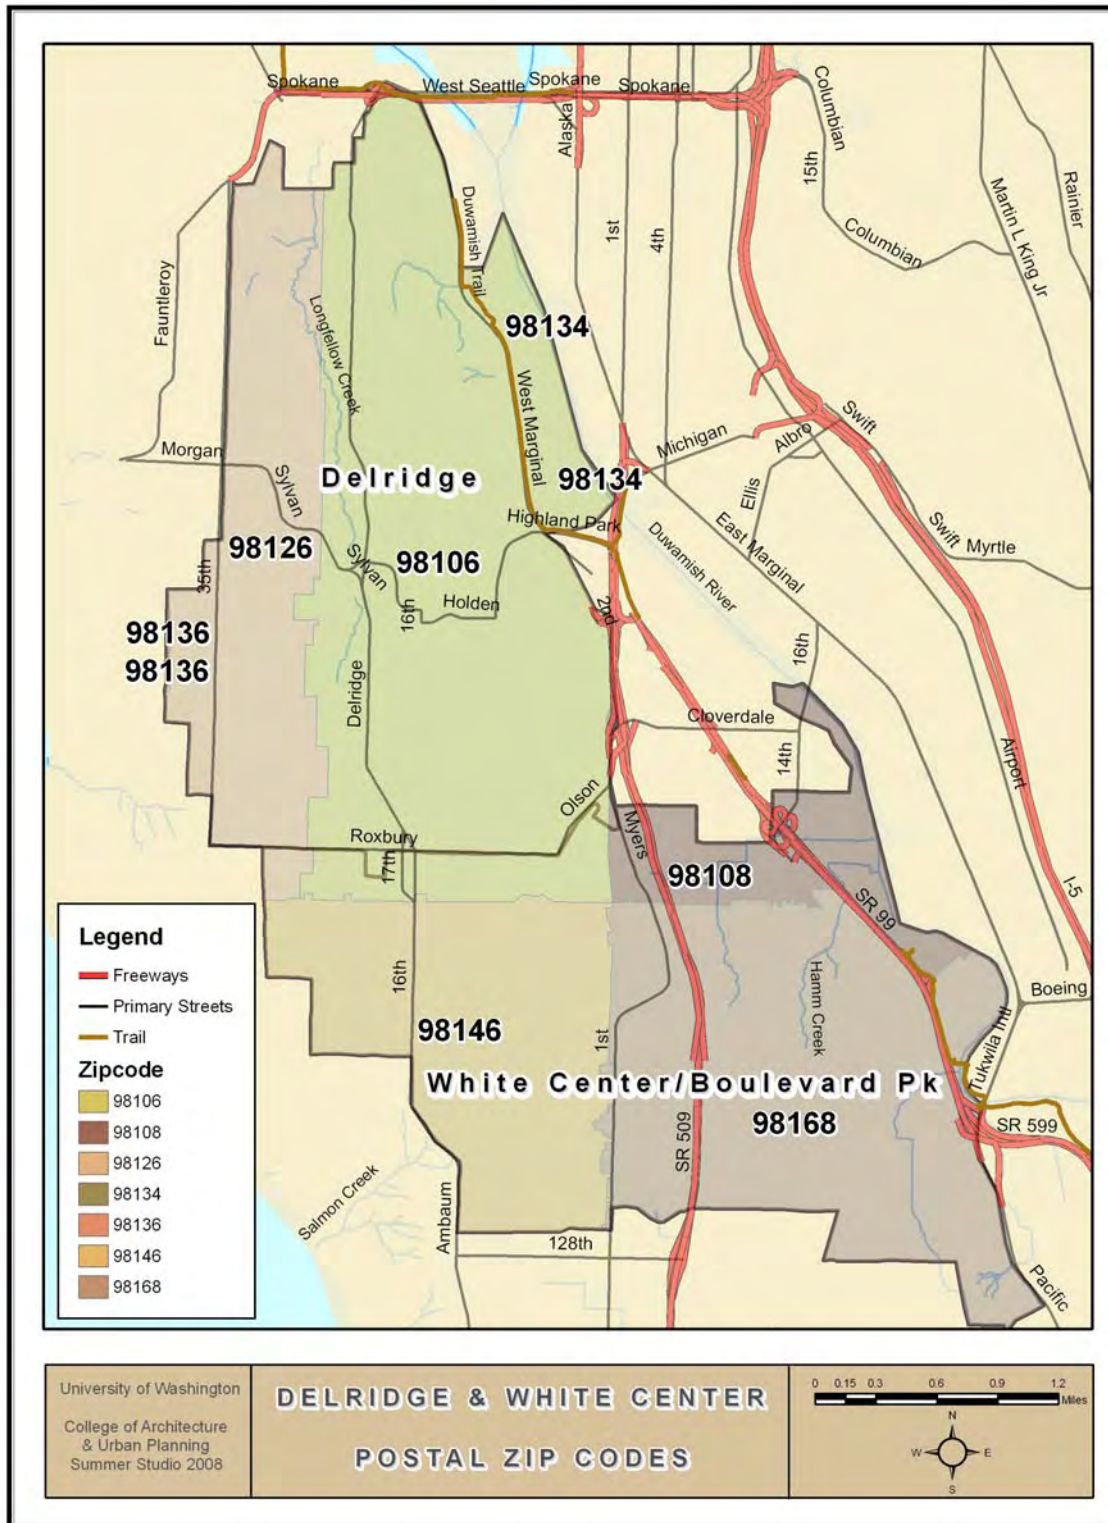 Spokane
West Seattle
Spokane
Spokane
Columbian
Alaska
15th
Rainier
Duwamish Trail
1st
4th
Martin L King Jr
Columbian
Fauntleroy
Longfellow Creek
98134
West Marginal
Swift
Albro
Michigan
Morgan
Sylvan
Delridge
98134
Ellis
Highland Park
East Marginal
Swift
Myrtle
98126
Sylvan
98106
Duwamish River
35th
16th
Holden
2nd
98136
98136
16th
Delridge
Cloverdale
14th
Airport
Olson
Roxbury
Myers
17th
98108
I-5
SR 99
16th
Hamm Creek
Boeing
98146
1st
Tukwila Intl
White Center/Boulevard Pk
98168
SR 599
SR 509
Salmon Creek
Ambaum
128th
Pacific
Legend
Freeways
Primary Streets
Trail
Zipcode
98106
98108
98126
98134
98136
98146
98168
University of Washington
College of Architecture
& Urban Planning
Summer Studio 2008
DELRIDGE & WHITE CENTER
POSTAL ZIP CODES
0 0.15 0.3 0.6 0.9 1.2
Miles
N
W E
S